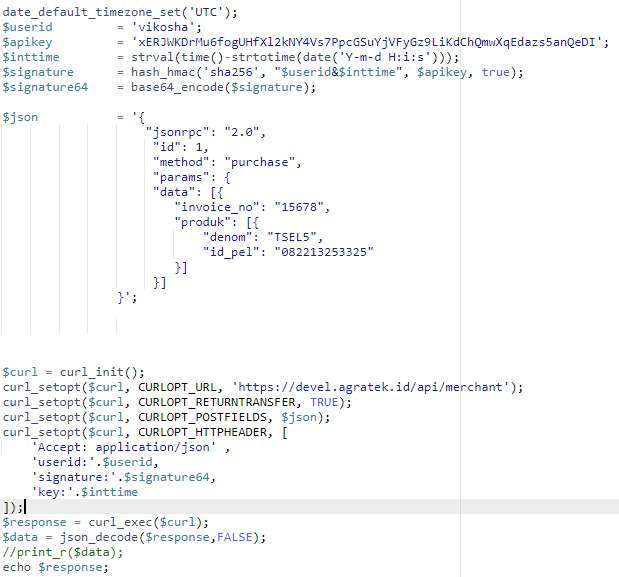 date_default_timezone_set('UTC');
$userid = 'vikosha';
$apikey = 'xERJWKDrMu6fogUHfXl2kNY4Vs7PpcGSuYjVFyGz9LiKdChQmwXqEdazs5anQeDI';
$inttime = strval(time()-strtotime(date('Y-m-d H:i:s')));
$signature = hash_hmac('sha256', "$userid&$inttime", $apikey, true);
$signature64 = base64_encode($signature);
$json = '{
"jsonrpc": "2.0",
"id": 1,
"method": "purchase",
"params": {
"data": [{
"invoice_no": "15678",
"produk": [{
"denom": "TSEL5",
"id_pel": "082213253325"
}]
}]
}';
$curl = curl_init();
curl_setopt($curl, CURLOPT_URL, 'https://devel.agratek.id/api/merchant');
curl_setopt($curl, CURLOPT_RETURNTRANSFER, TRUE);
curl_setopt($curl, CURLOPT_POSTFIELDS, $json);
curl_setopt($curl, CURLOPT_HTTPHEADER, [
'Accept: application/json' ,
'userid:'.$userid,
'signature:'.$signature64,
'key:'.$inttime
]);
$response = curl_exec($curl);
$data = json_decode($response,FALSE);
//print_r($data);
echo $response;